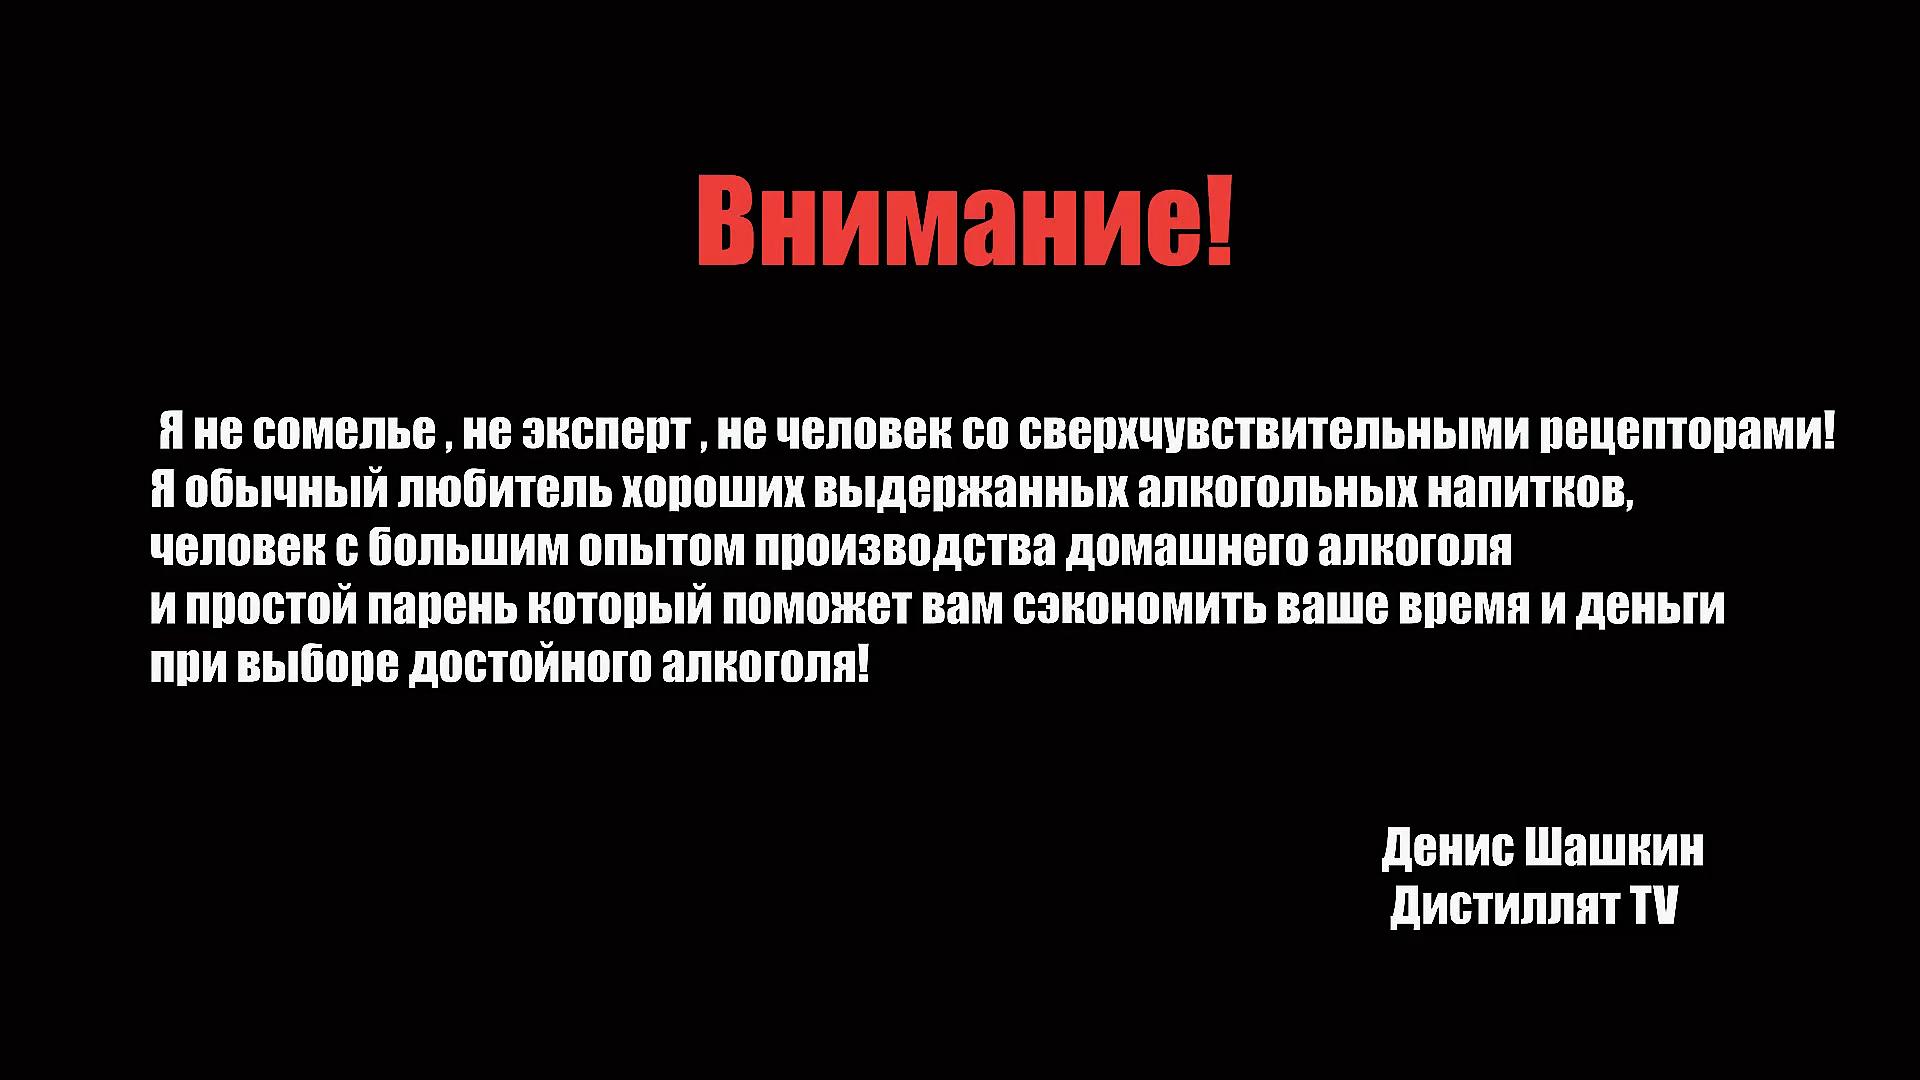 Внимание!
Я не сомелье , не эксперт , не человек со сверхчувствительными рецепторами!
Я обычный любитель хороших выдержанных алкогольных напитков,
человек с большим опытом производства домашнего алкоголя
и простой парень который поможет вам сэкономить ваше время и деньги
при выборе достойного алкоголя!
Денис Шашкин
Дистиллят TV